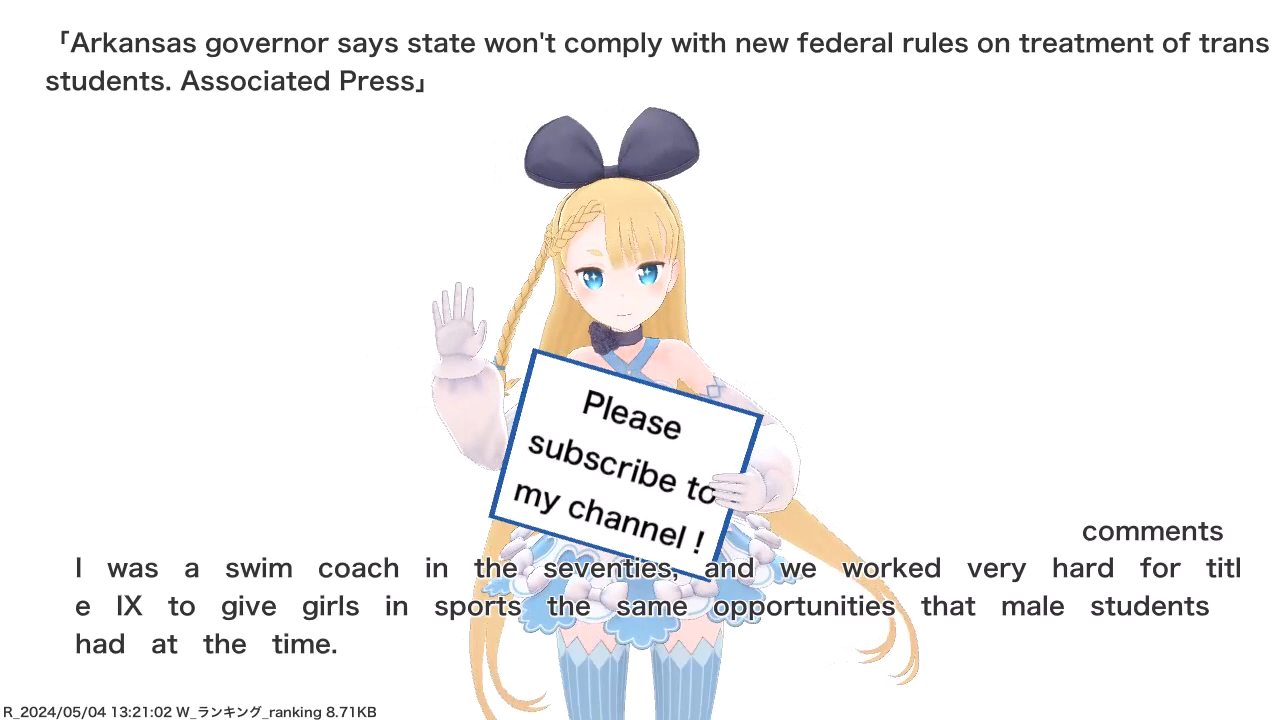 「Arkansas governor says state won't comply with new federal rules on treatment of trans
students. Associated Press」
Please
subscribe to
my channel !
comments
I was a swim coach in the seventies, and we worked very hard for titl
e IX to give girls in sports the same opportunities that male students
had at the time.
R_2024/05/04 13:21:02 W_ランキング_ranking 8.71KB